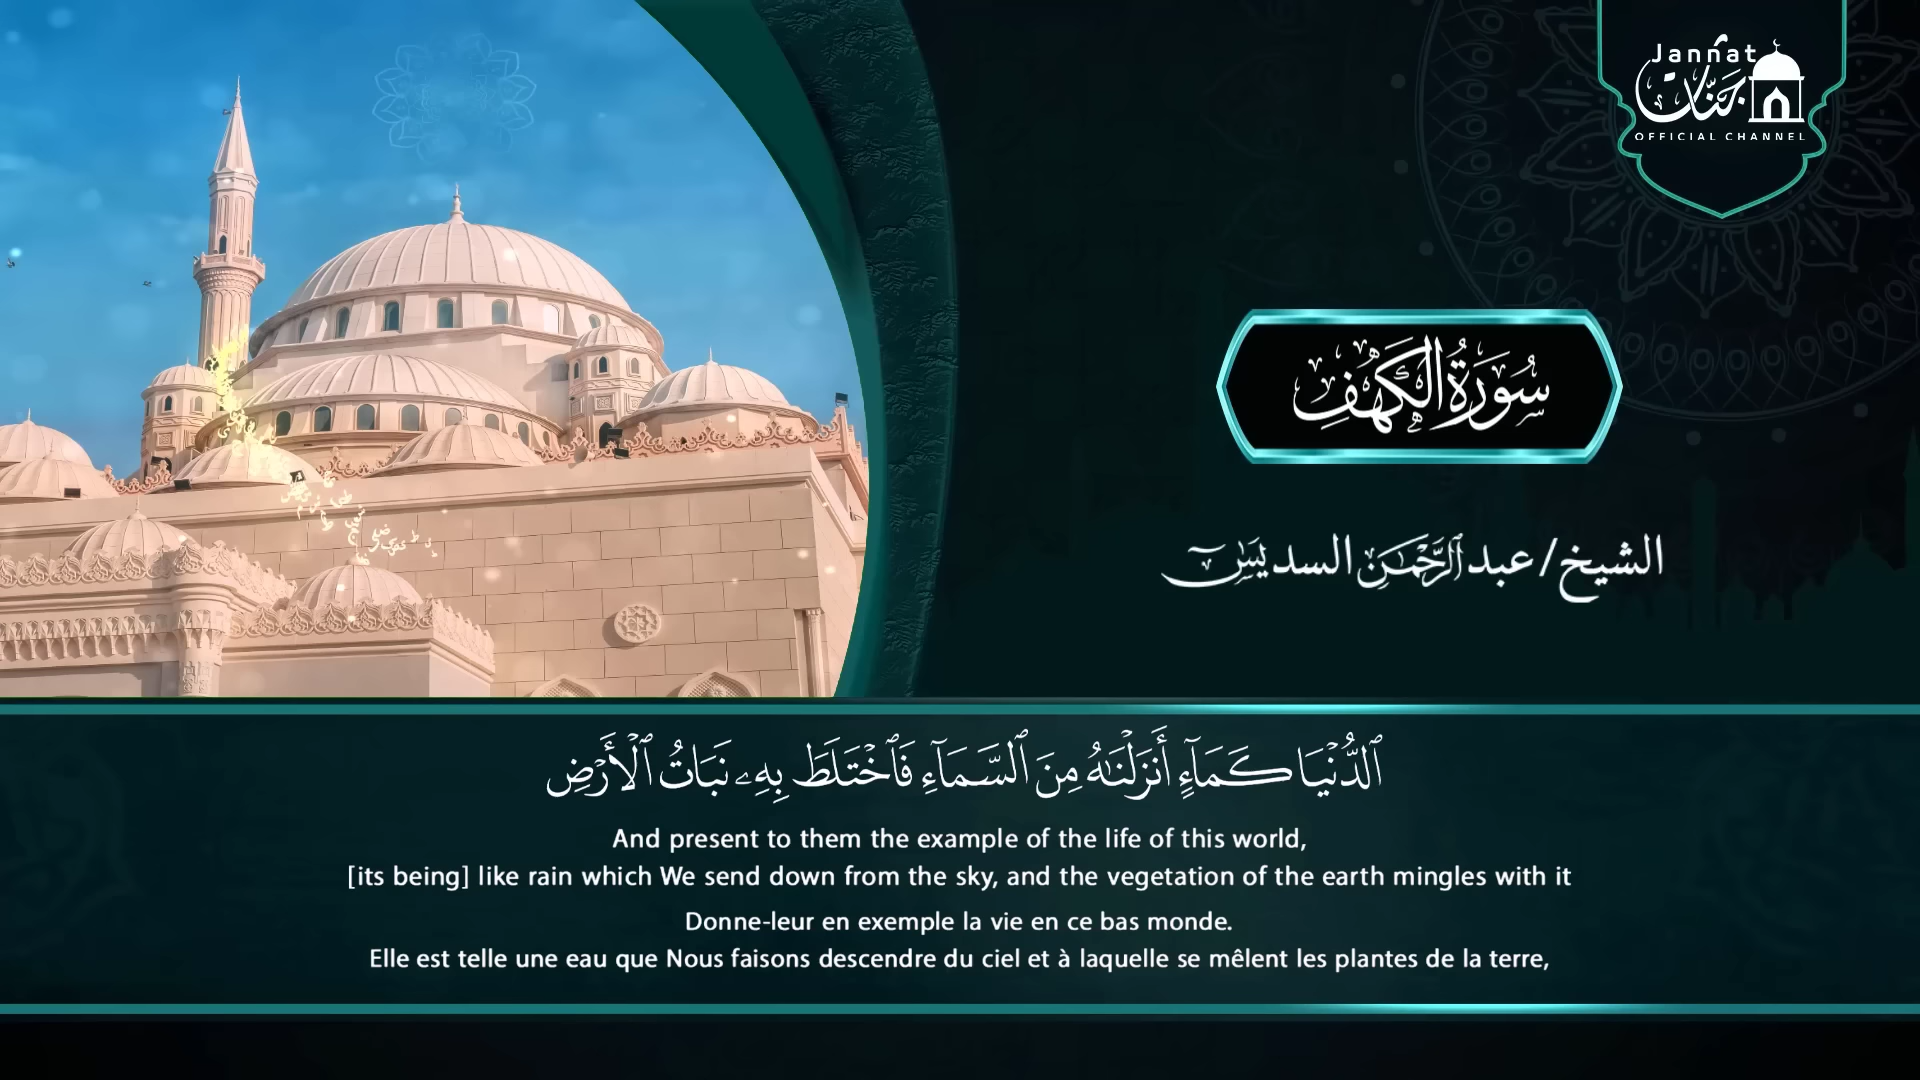 Jannat
جنات
OFFICIAL CHANNEL
سُورَةُ الكَهْفِ
الشيخ/عبد الرَّحْمَٰن السديس
ٱلدُّنْيَا كَمَآءٍ أَنزَلْنَٰهُ مِنَ ٱلسَّمَآءِ فَٱخْتَلَطَ بِهِۦ نَبَاتُ ٱلْأَرْضِ
And present to them the example of the life of this world,
[its being] like rain which We send down from the sky, and the vegetation of the earth mingles with it
Donne-leur en exemple la vie en ce bas monde.
Elle est telle une eau que Nous faisons descendre du ciel et à laquelle se mêlent les plantes de la terre,